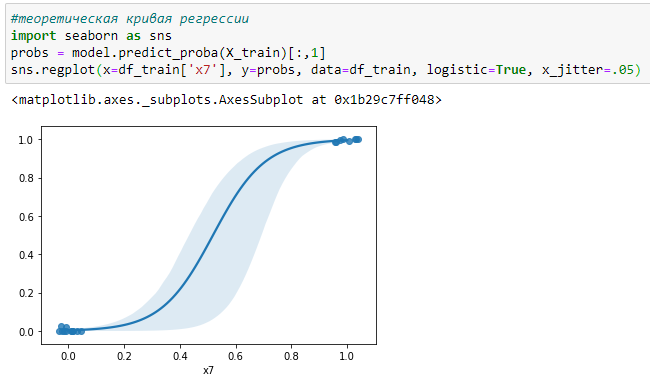 #теоретическая кривая регрессии
import seaborn as sns
probs = model.predict_proba(X_train)[:,1]
sns.regplot(x=df_train['x7'], y=probs, data=df_train, logistic=True, x_jitter=.05)
<matplotlib.axes._subplots.AxesSubplot at 0x1b29c7ff048>
1.0
0.8
0.6
0.4
0.2
0.0
0.0 0.2 0.4 0.6 0.8 1.0
x7